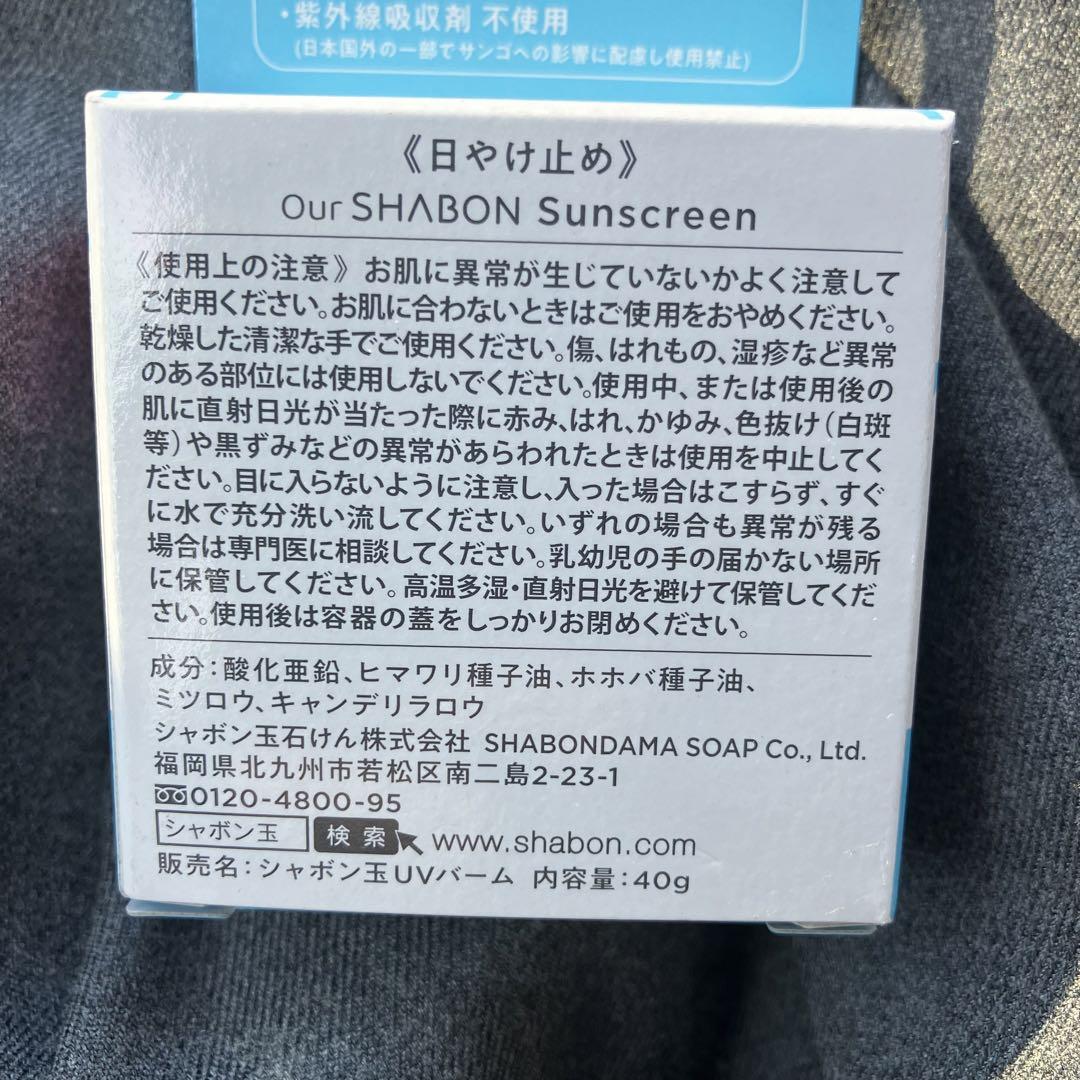 ・紫外線吸収剤 不使用
(日本国外の一部でサンゴへの影響に配慮し使用禁止)
《日やけ止め》
Our SHABON Sunscreen
《使用上の注意》お肌に異常が生じていないかよく注意して
ご使用ください。お肌に合わないときはご使用をおやめください。
乾燥した清潔な手でご使用ください。傷、はれもの、湿疹など異常
のある部位には使用しないでください。使用中、または使用後の
肌に直射日光が当たった際に赤み、はれ、かゆみ、色抜け(白斑
等)や黒ずみなどの異常があらわれたときは使用を中止してく
ださい。目に入らないように注意し、入った場合はこすらず、すぐ
に水で充分洗い流してください。いずれの場合も異常が残る
場合は専門医に相談してください。乳幼児の手の届かない場所
に保管してください。高温多湿・直射日光を避けて保管してくだ
さい。使用後は容器の蓋をしっかりお閉めください。
成分:酸化亜鉛、ヒマワリ種子油、ホホバ種子油、
ミツロウ、キャンデリラロウ
シャボン玉石けん株式会社 SHABONDAMA SOAP Co., Ltd.
福岡県北九州市若松区南二島2-23-1
0120-4800-95
シャボン玉 検索 www.shabon.com
販売名:シャボン玉UVバーム 内容量:40g